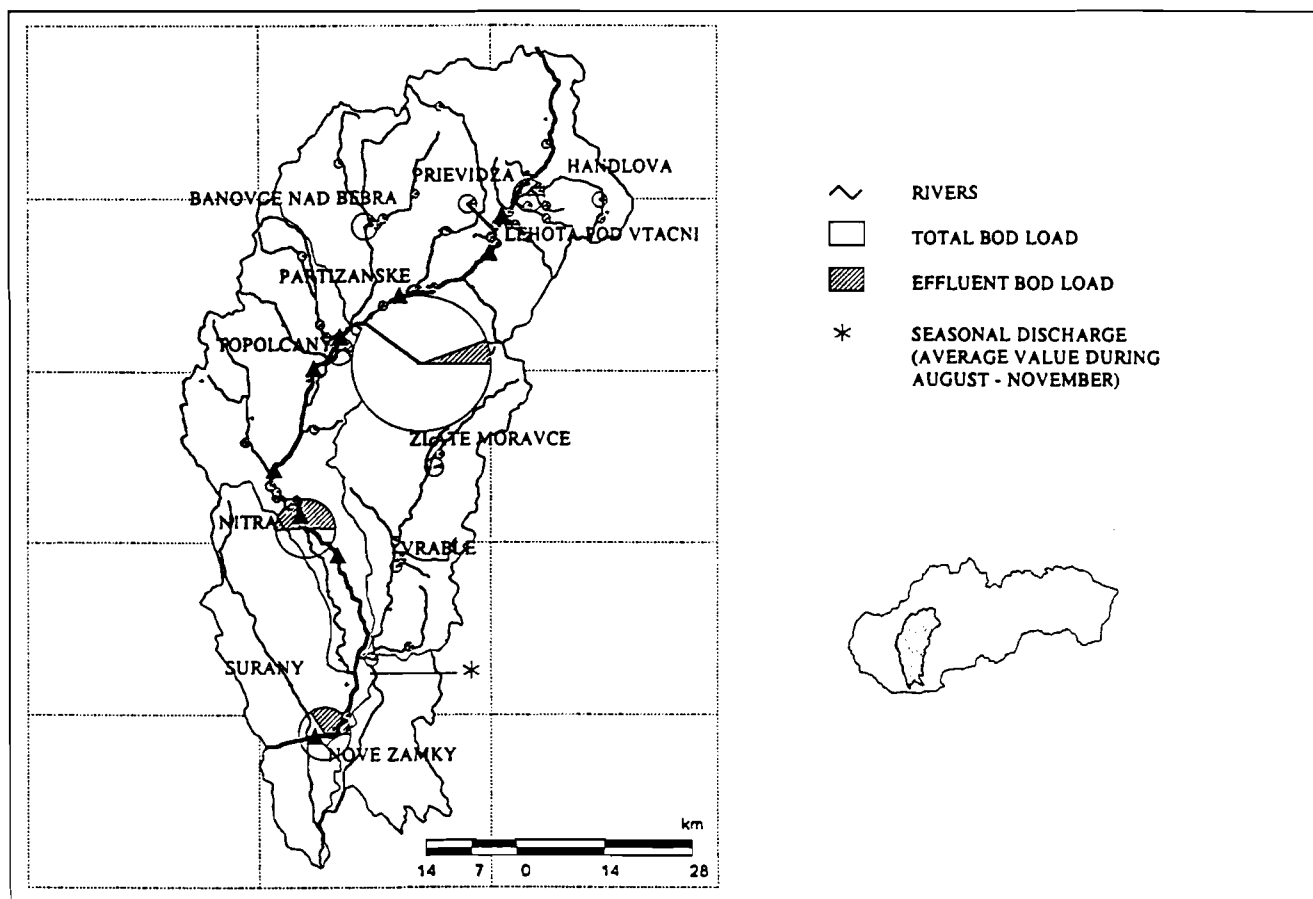 HANDLOVA
PRIEVIDZA
BANOVCE NAD BEBRA
LEHOTA POD VTACNI
PARTIZANSKE
TOPOLCANY
ZLATE MORAVCE
NITRA
VRABLE
SURANY
NOVE ZAMKY
km
14 7 0 14 28
RIVERS
TOTAL BOD LOAD
EFFLUENT BOD LOAD
SEASONAL DISCHARGE
(AVERAGE VALUE DURING
AUGUST - NOVEMBER)